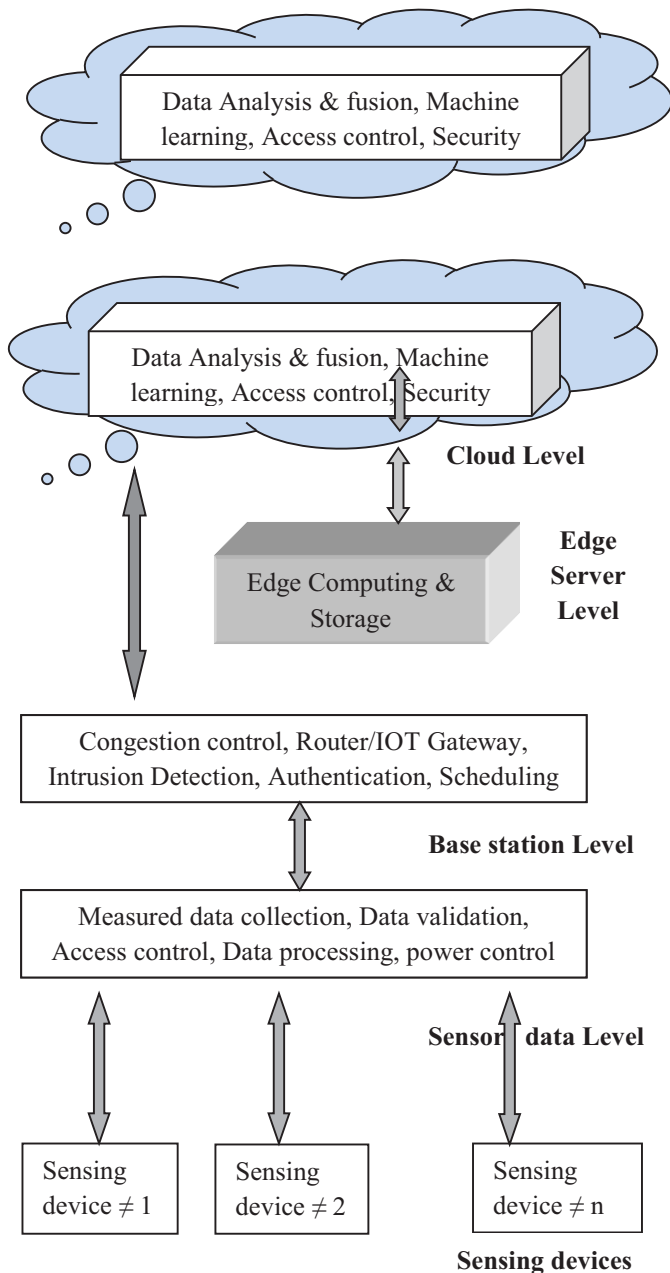 Data Analysis & fusion, Machine
learning, Access control, Security
Data Analysis & fusion, Machine
learning, Access control, Security
Cloud Level
Edge
Server
Level
Edge Computing &
Storage
Congestion control, Router/IOT Gateway,
Intrusion Detection, Authentication, Scheduling
Base station Level
Measured data collection, Data validation,
Access control, Data processing, power control
Sensor data Level
Sensing
device ≠ 1
Sensing
device ≠ 2
Sensing
device ≠ n
Sensing devices